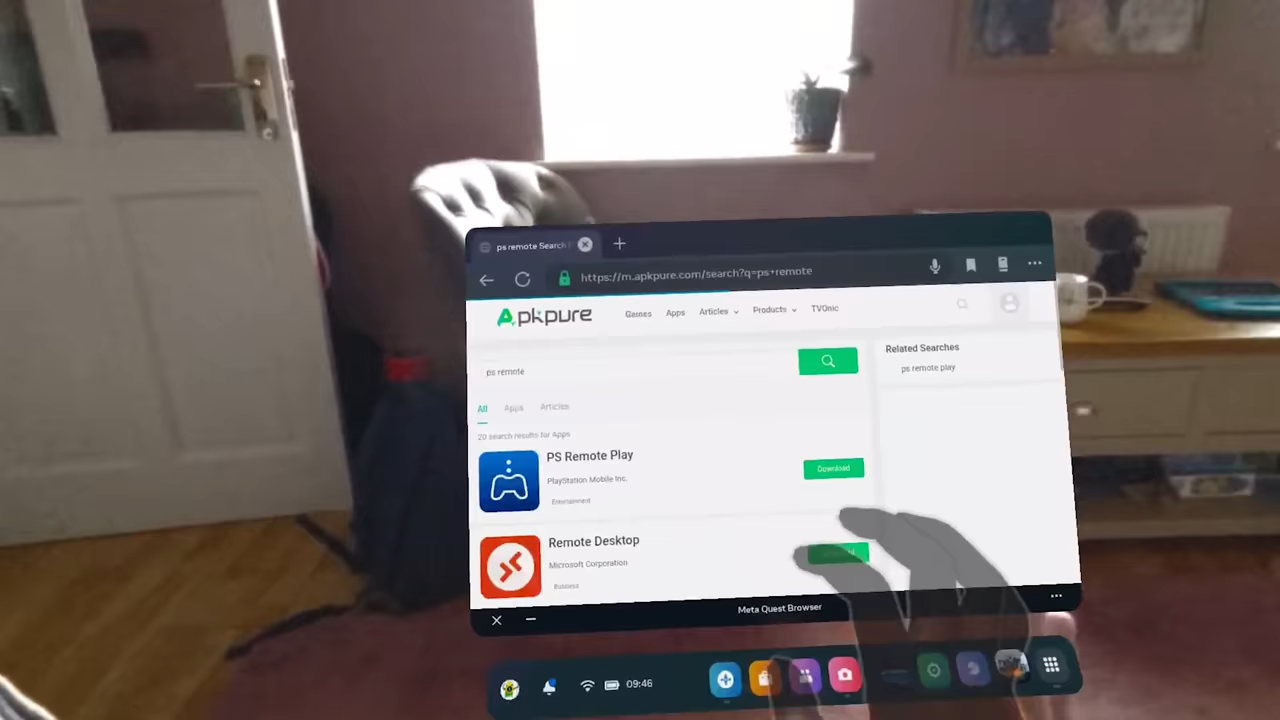 ps remote Search
https://m.apkpure.com/search?q=ps+remote
Apkpure
Games Apps Articles Products TVOnic
ps remote
Related Searches
ps remote play
All Apps Articles
20 search results for Apps
PS Remote Play
PlayStation Mobile Inc.
Entertainment
Download
Remote Desktop
Microsoft Corporation
Business
Meta Quest Browser
09:46